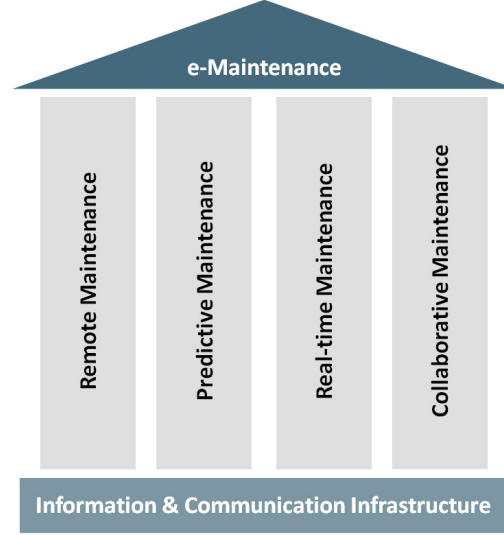 e-Maintenance
Remote Maintenance
Predictive Maintenance
Real-time Maintenance
Collaborative Maintenance
Information & Communication Infrastructure